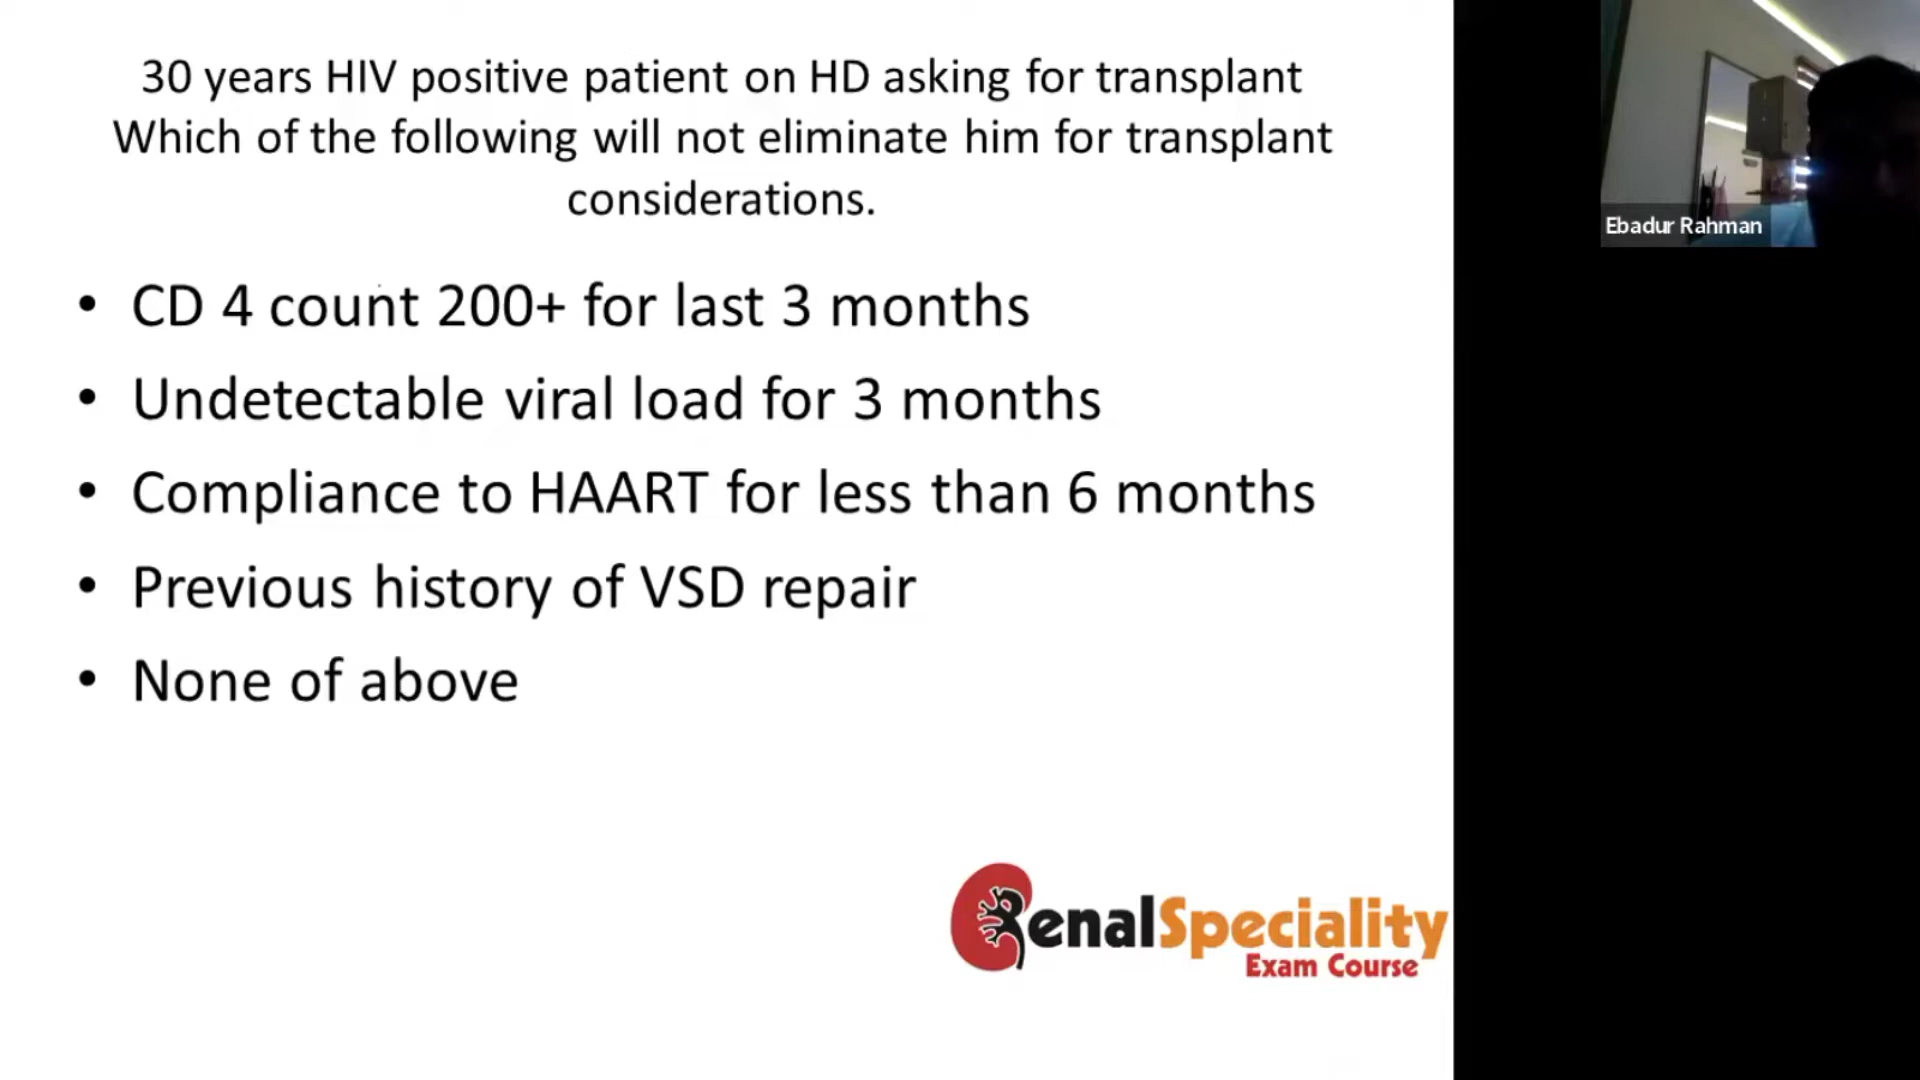 30 years HIV positive patient on HD asking for transplant
Which of the following will not eliminate him for transplant
considerations.
• CD 4 count 200+ for last 3 months
• Undetectable viral load for 3 months
• Compliance to HAART for less than 6 months
• Previous history of VSD repair
• None of above
RenalSpeciality
Exam Course
Ebadur Rahman